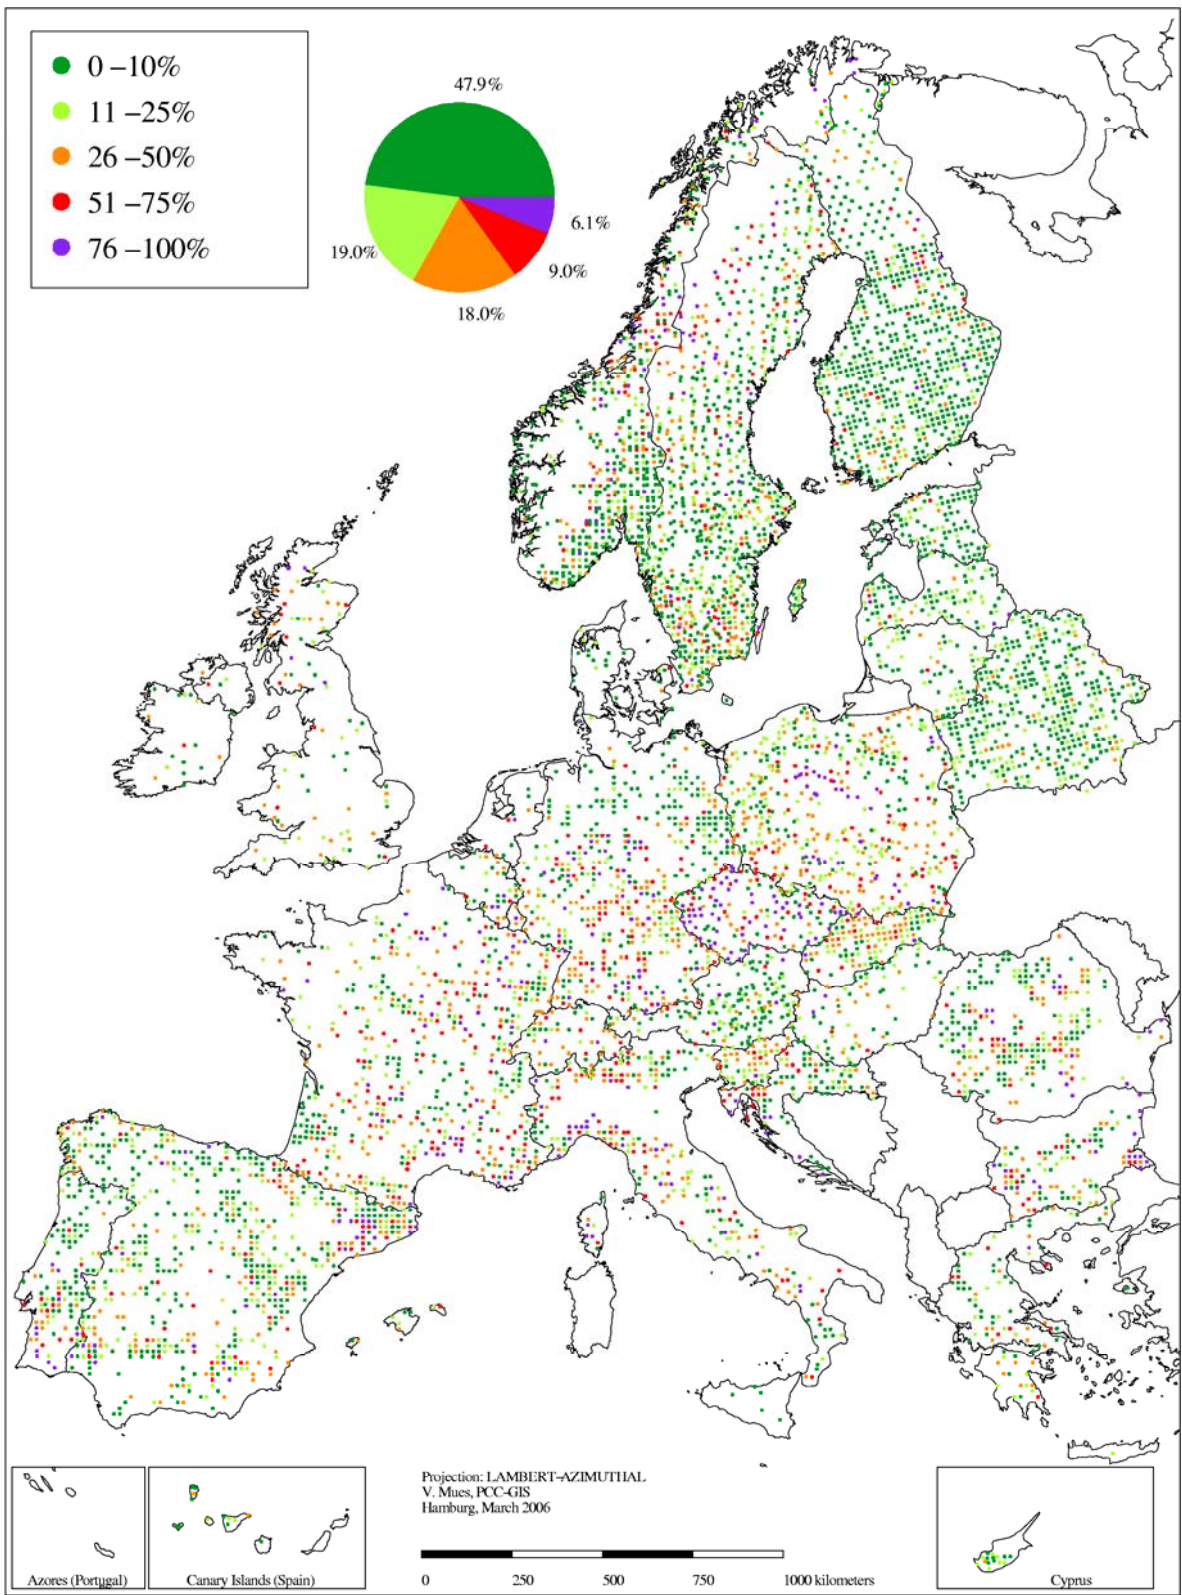 0 –10%
11 –25%
26 –50%
51 –75%
76 –100%
47.9%
6.1%
19.0%
9.0%
18.0%
Projection: LAMBERT–AZIMUTHAL
V. Mues, PCC-GIS
Hamburg, March 2006
0 250 500 750 1000 kilometers
Azores (Portugal)
Canary Islands (Spain)
Cyprus